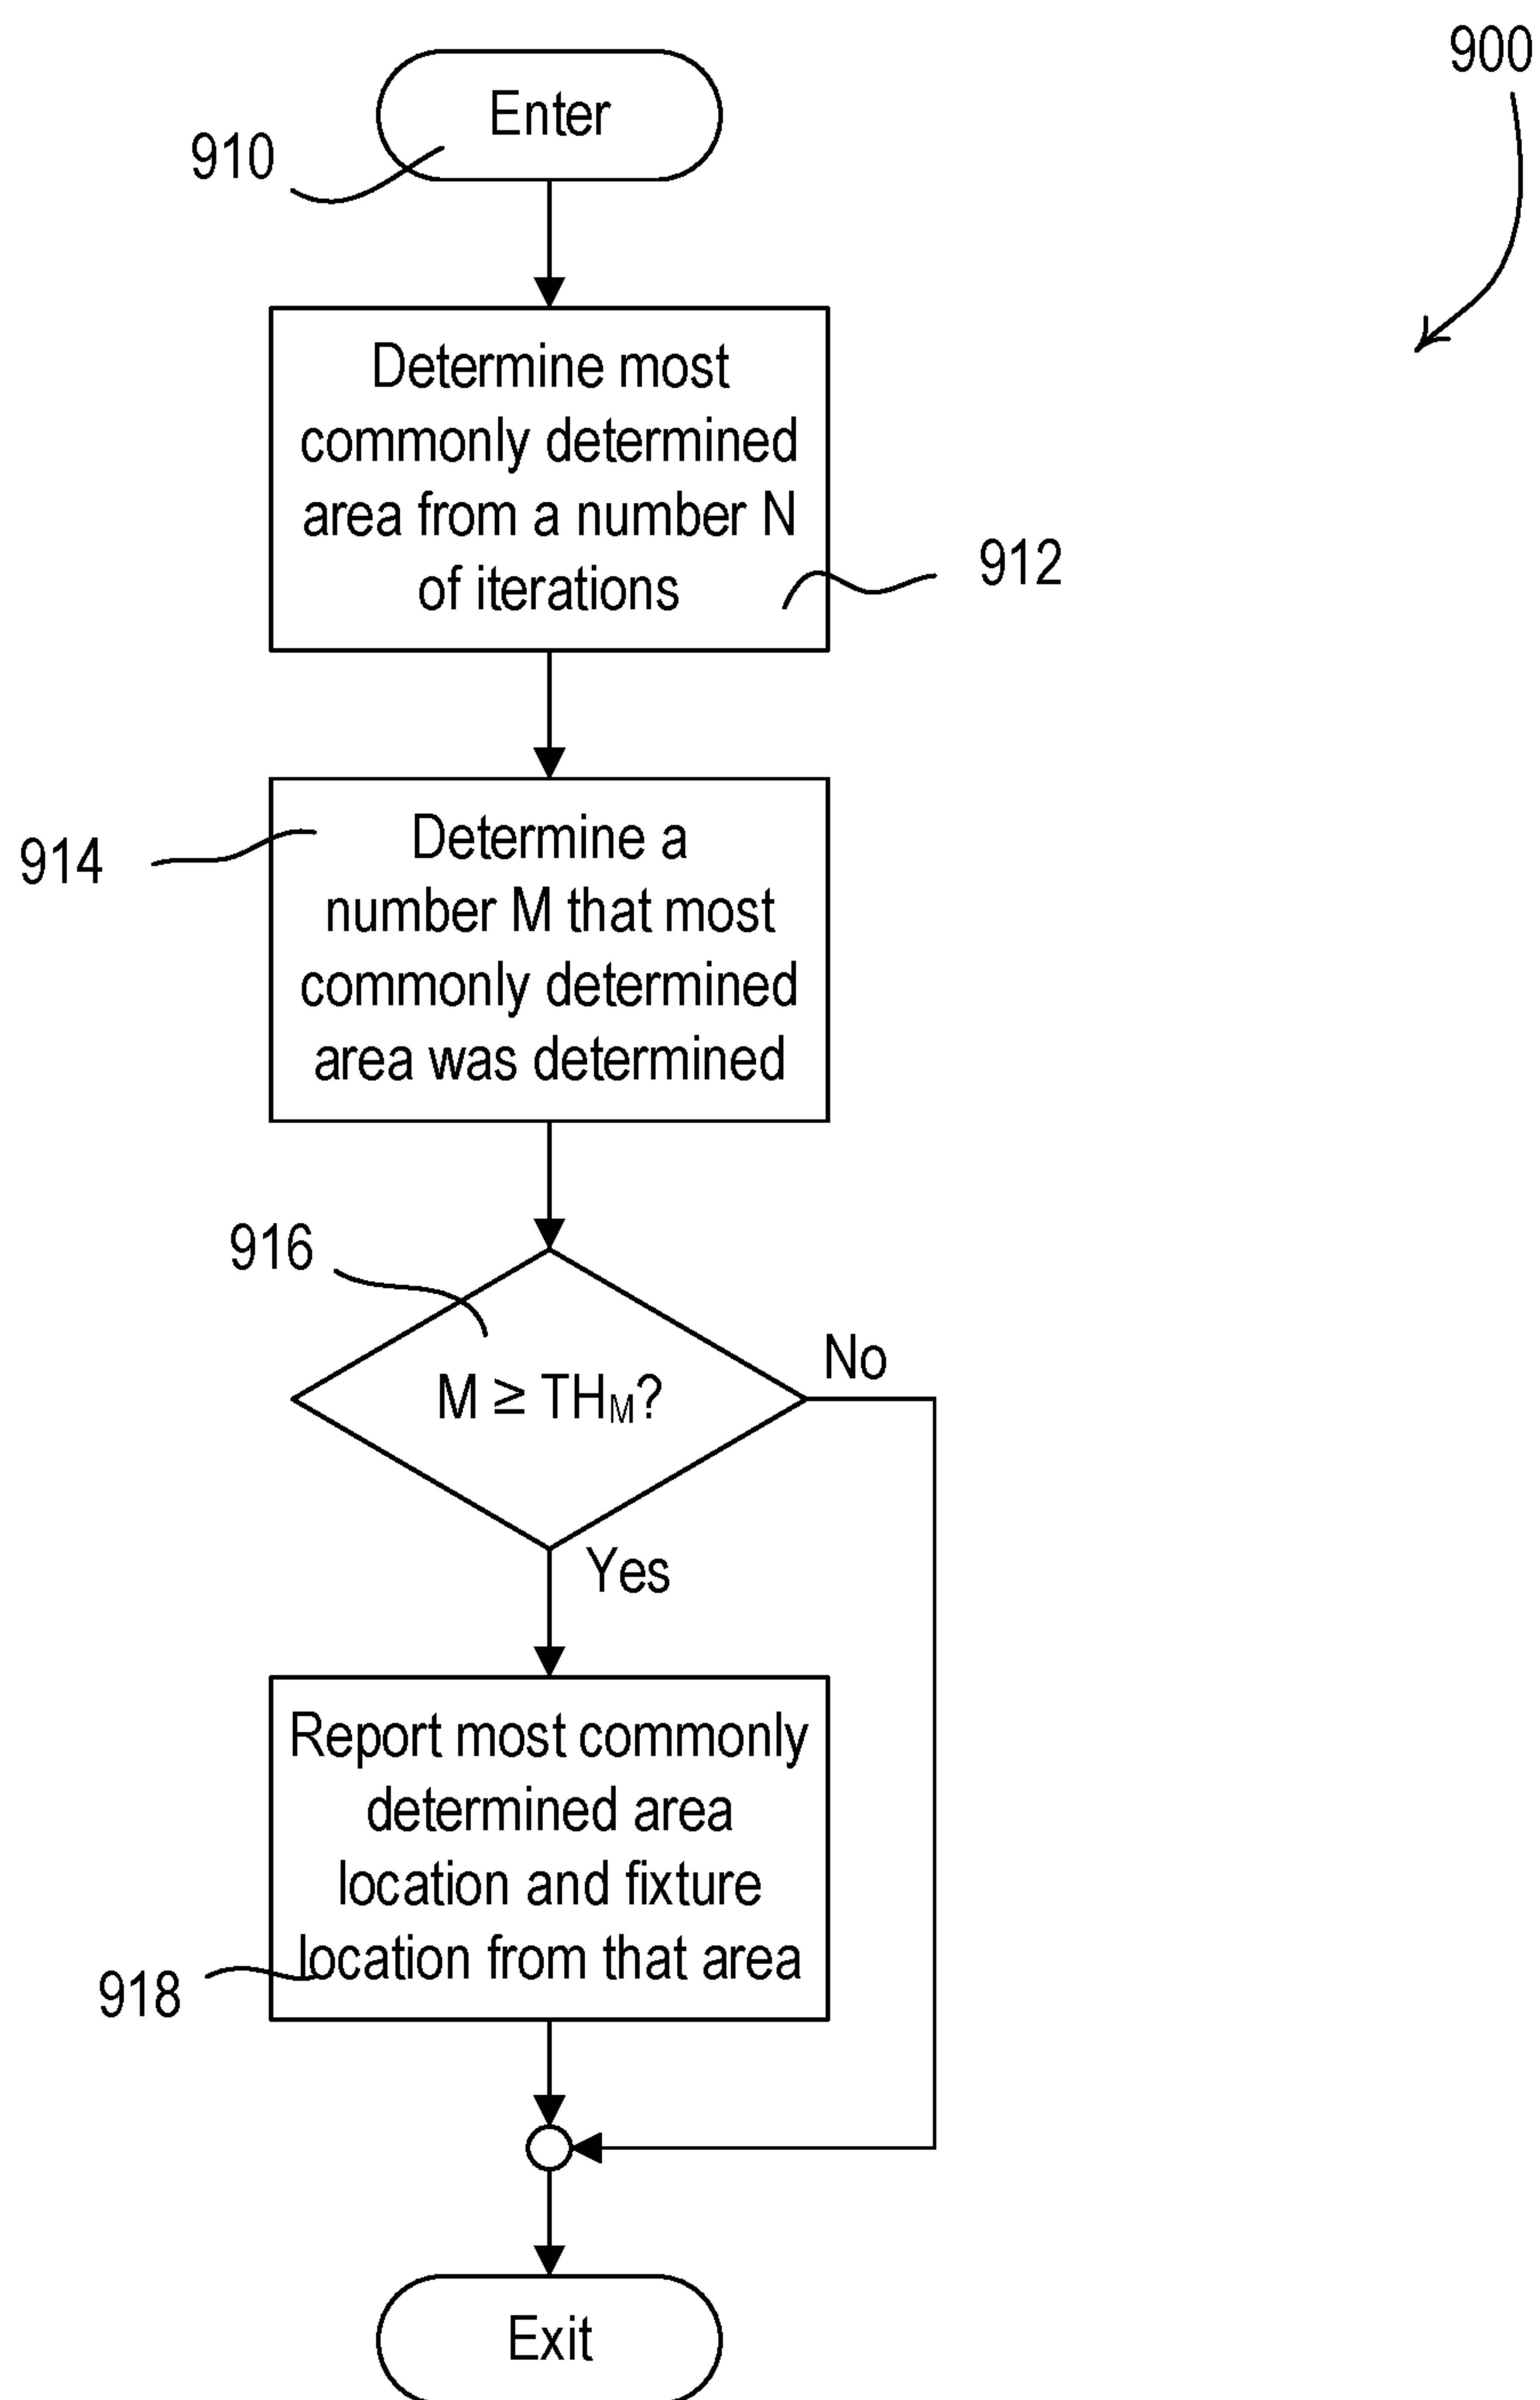 900
Enter
910
Determine most
commonly determined
area from a number N
of iterations
912
914
Determine a
number M that most
commonly determined
area was determined
916
M ≥ THM?
No
Yes
Report most commonly
determined area
location and fixture
location from that area
918
Exit